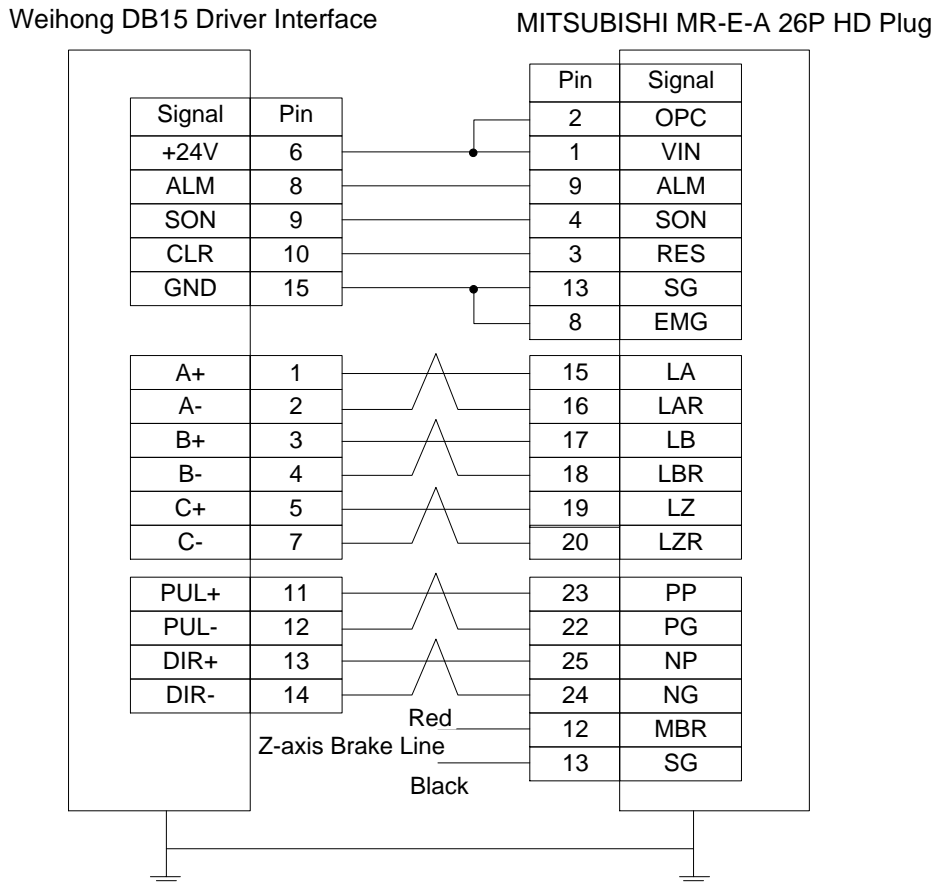 Weihong DB15 Driver Interface MITSUBISHI MR-E-A 26P HD Plug
Pin Signal
Signal Pin 2 OPC
+24V 6 1 VIN
ALM 8 9 ALM
SON 9 4 SON
CLR 10 3 RES
GND 15 13 SG
8 EMG
A+ 1 15 LA
A- 2 16 LAR
B+ 3 17 LB
B- 4 18 LBR
C+ 5 19 LZ
C- 7 20 LZR
PUL+ 11 23 PP
PUL- 12 22 PG
DIR+ 13 25 NP
DIR- 14 24 NG
Red 12 MBR
Z-axis Brake Line
13 SG
Black